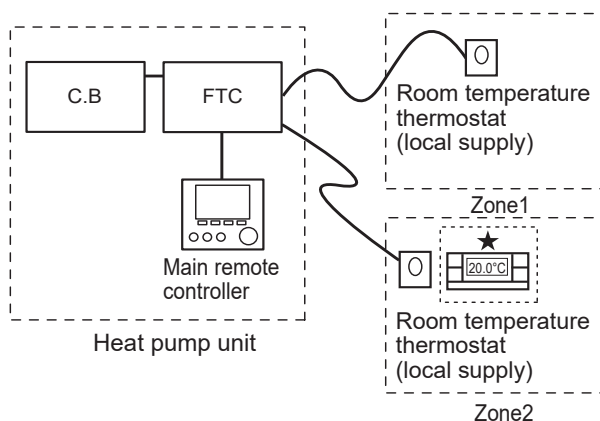 C.B
FTC
Main remote
controller
Heat pump unit
Room temperature
thermostat
(local supply)
Zone1
20.0°C
Room temperature
thermostat
(local supply)
Zone2